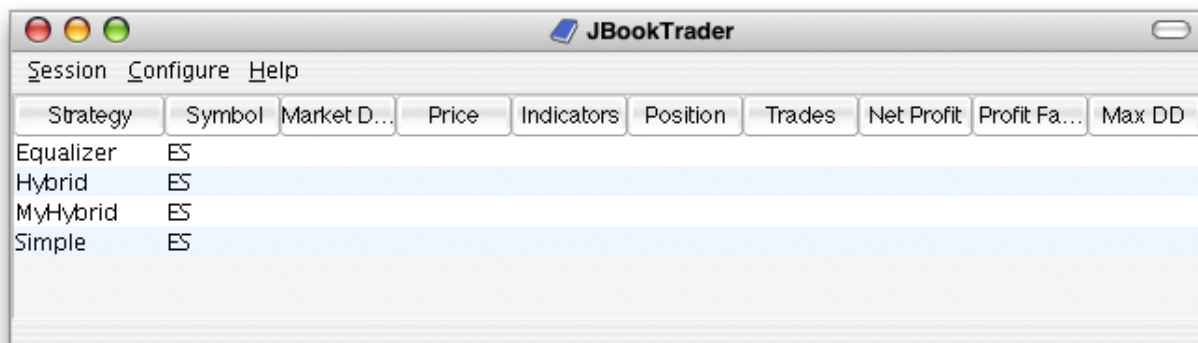 JBookTrader
Session Configure Help
Strategy Symbol Market D... Price Indicators Position Trades Net Profit Profit Fa... Max DD
Equalizer ES
Hybrid ES
MyHybrid ES
Simple ES